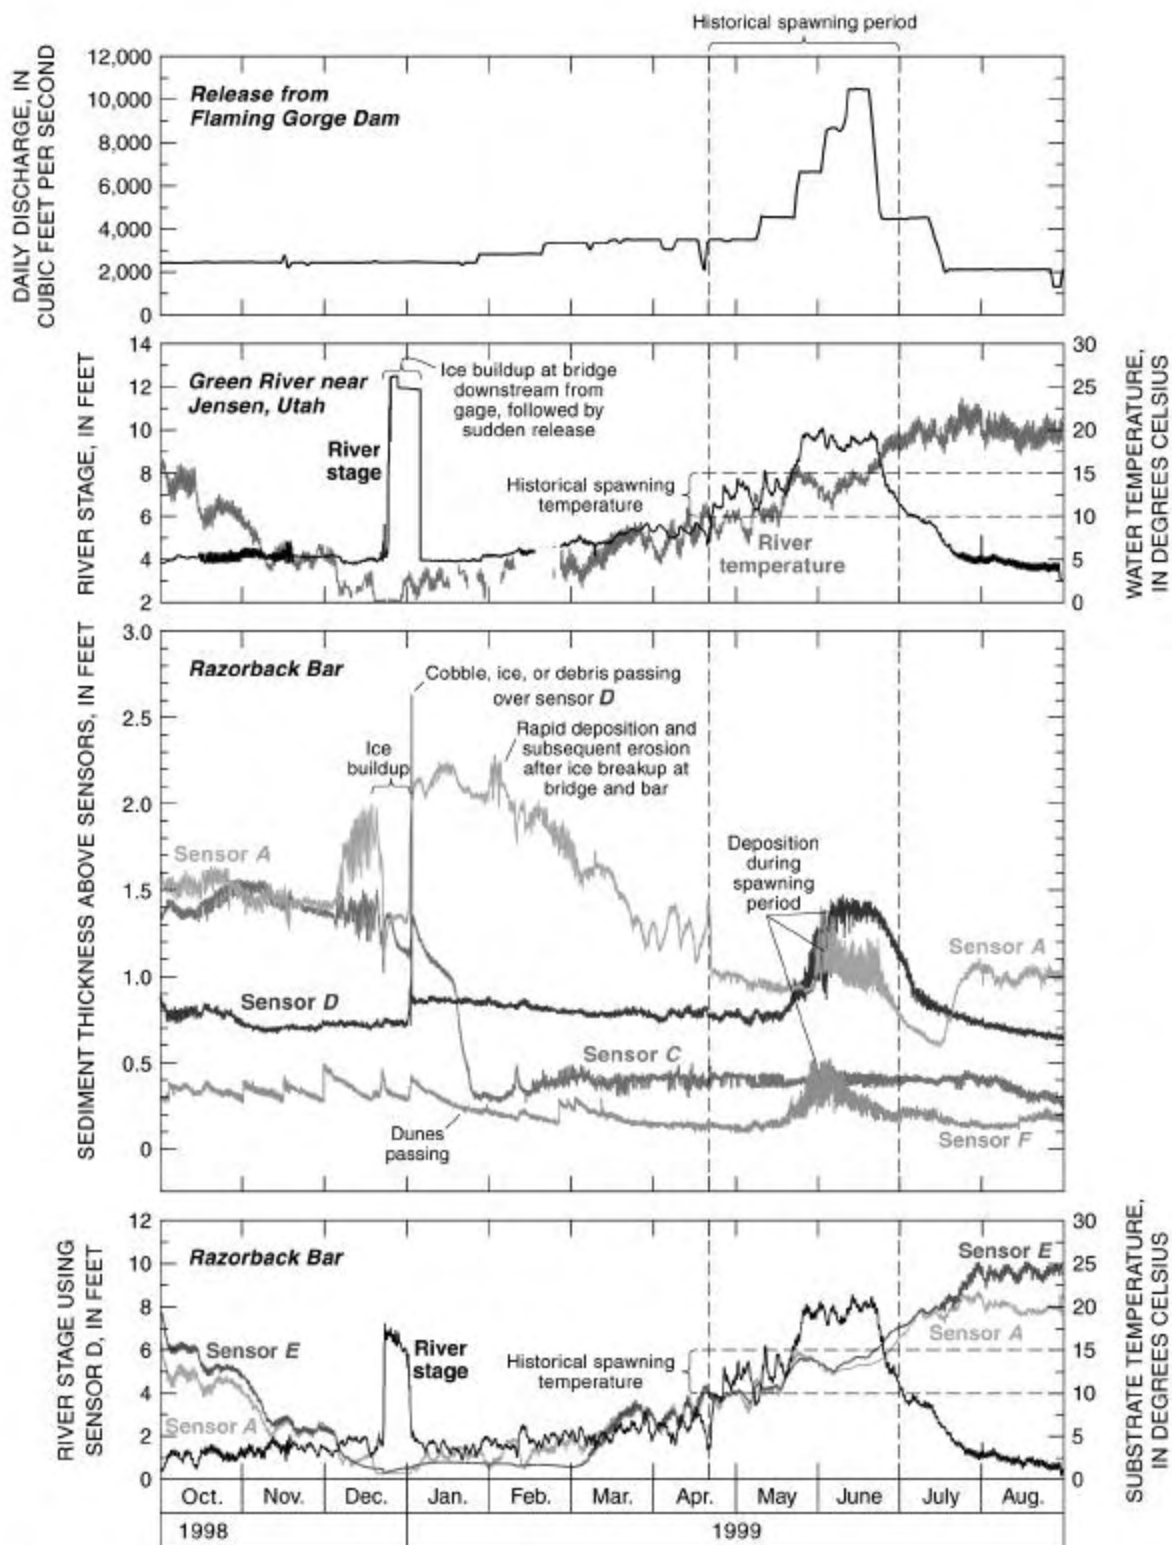 Historical spawning period
DAILY DISCHARGE, IN
CUBIC FEET PER SECOND
12,000
10,000
8,000
6,000
4,000
2,000
0
Release from
Flaming Gorge Dam
RIVER STAGE, IN FEET
14
12
10
8
6
4
2
Green River near
Jensen, Utah
River
stage
Ice buildup at bridge
downstream from
gage, followed by
sudden release
Historical spawning
temperature
River
temperature
30
25
20
15
10
5
0
WATER TEMPERATURE,
IN DEGREES CELSIUS
SEDIMENT THICKNESS ABOVE SENSORS, IN FEET
3.0
2.5
2.0
1.5
1.0
0.5
0
Razorback Bar
Cobble, ice, or debris passing
over sensor D
Ice
buildup
Rapid deposition and
subsequent erosion
after ice breakup at
bridge and bar
Sensor A
Deposition
during
spawning
period
Sensor A
Sensor D
Sensor C
Dunes
passing
Sensor F
RIVER STAGE USING
SENSOR D, IN FEET
12
10
8
6
4
2
0
Razorback Bar
Sensor E
Sensor E
River
stage
Historical spawning
temperature
Sensor A
Sensor A
30
25
20
15
10
5
0
SUBSTRATE TEMPERATURE,
IN DEGREES CELSIUS
Oct. Nov. Dec. Jan. Feb. Mar. Apr. May June July Aug.
1998 1999